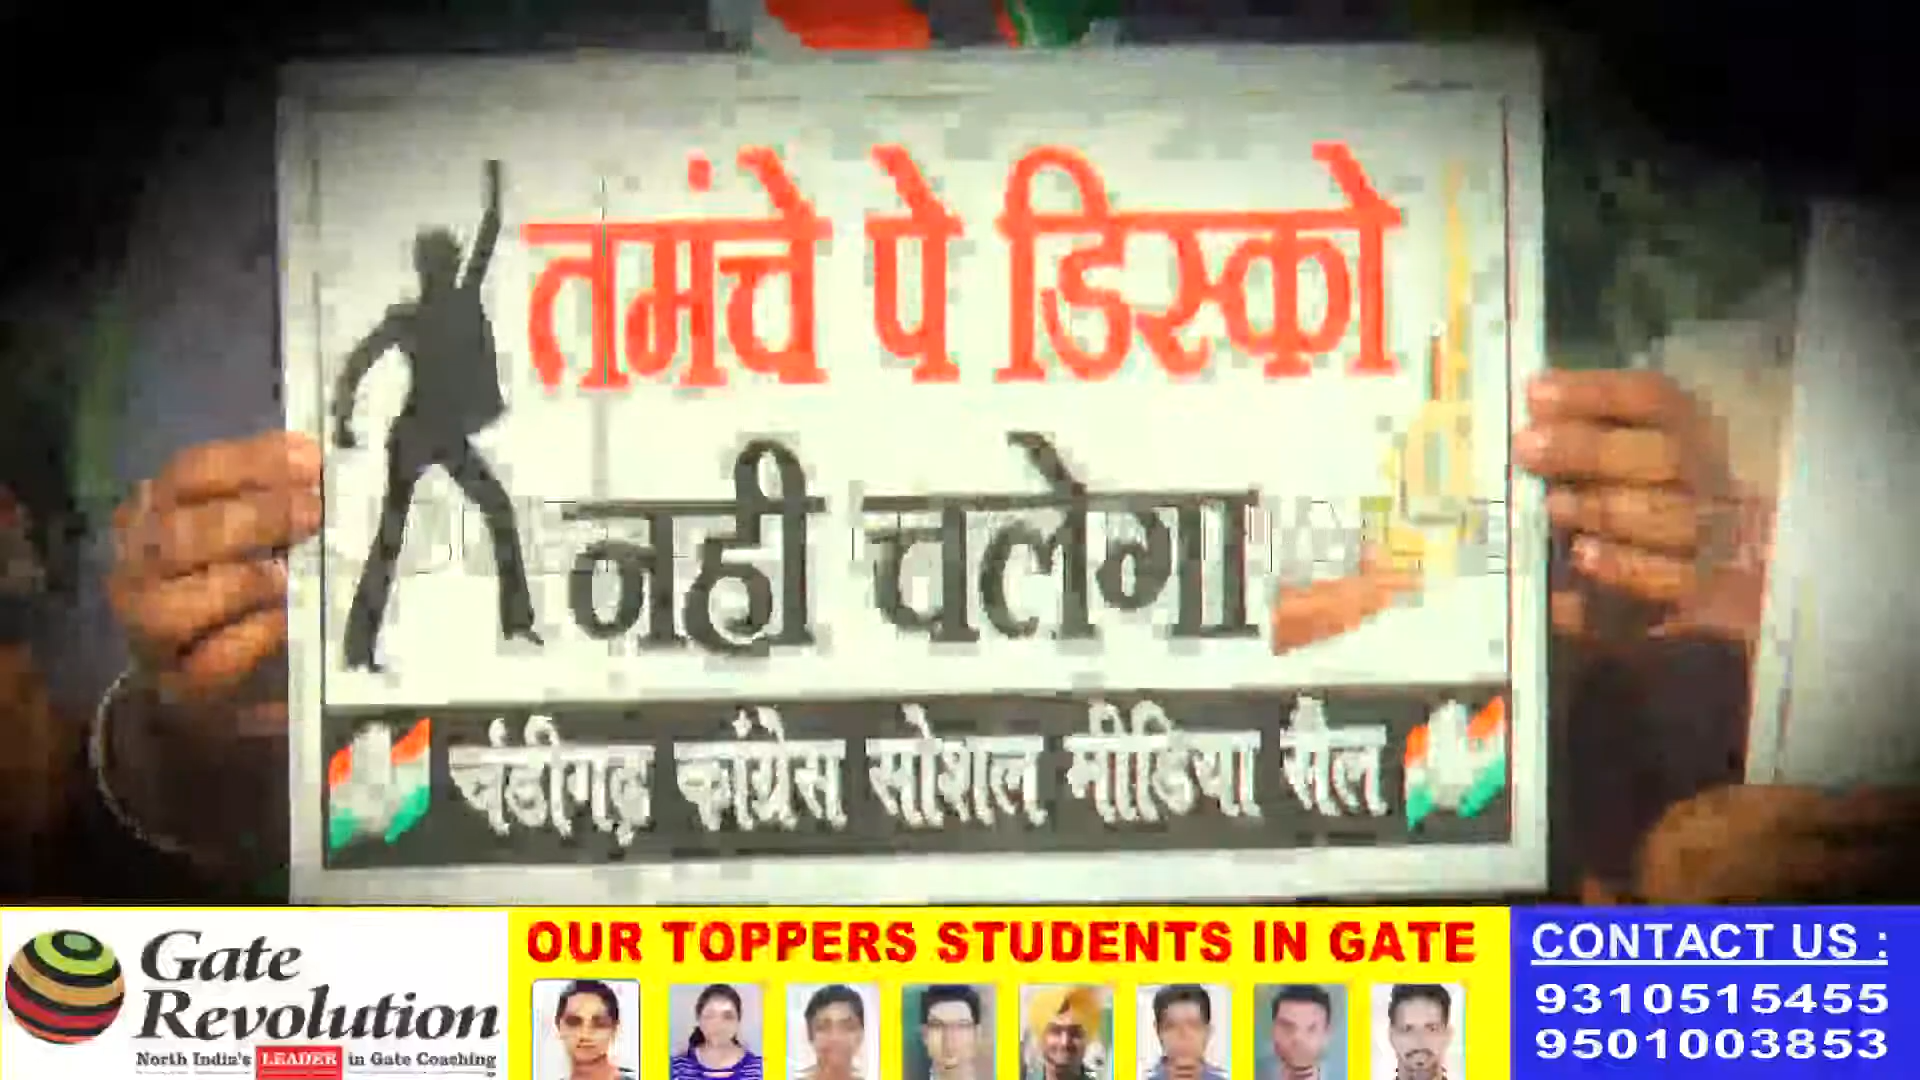 तमंचे पे डिस्को
नही चलेगा
चंडीगढ़ कांग्रेस सोशल मीडिया सैल
Gate
Revolution
North India's LEADER in Gate Coaching
OUR TOPPERS STUDENTS IN GATE
CONTACT US :
9310515455
9501003853